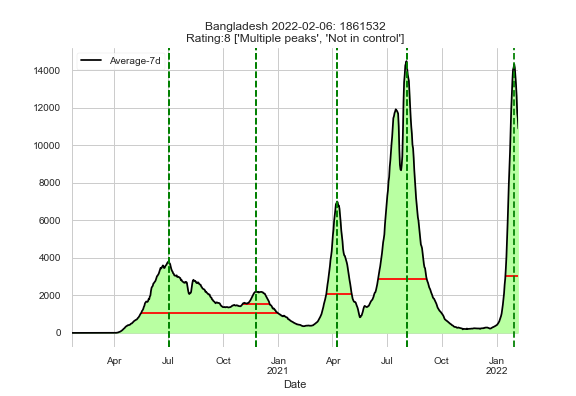 Bangladesh 2022-02-06: 1861532
Rating:8 ['Multiple peaks', 'Not in control']
Average-7d
14000
12000
10000
8000
6000
4000
2000
0
Apr Jul Oct Jan Apr Jul Oct Jan
2021 2022
Date